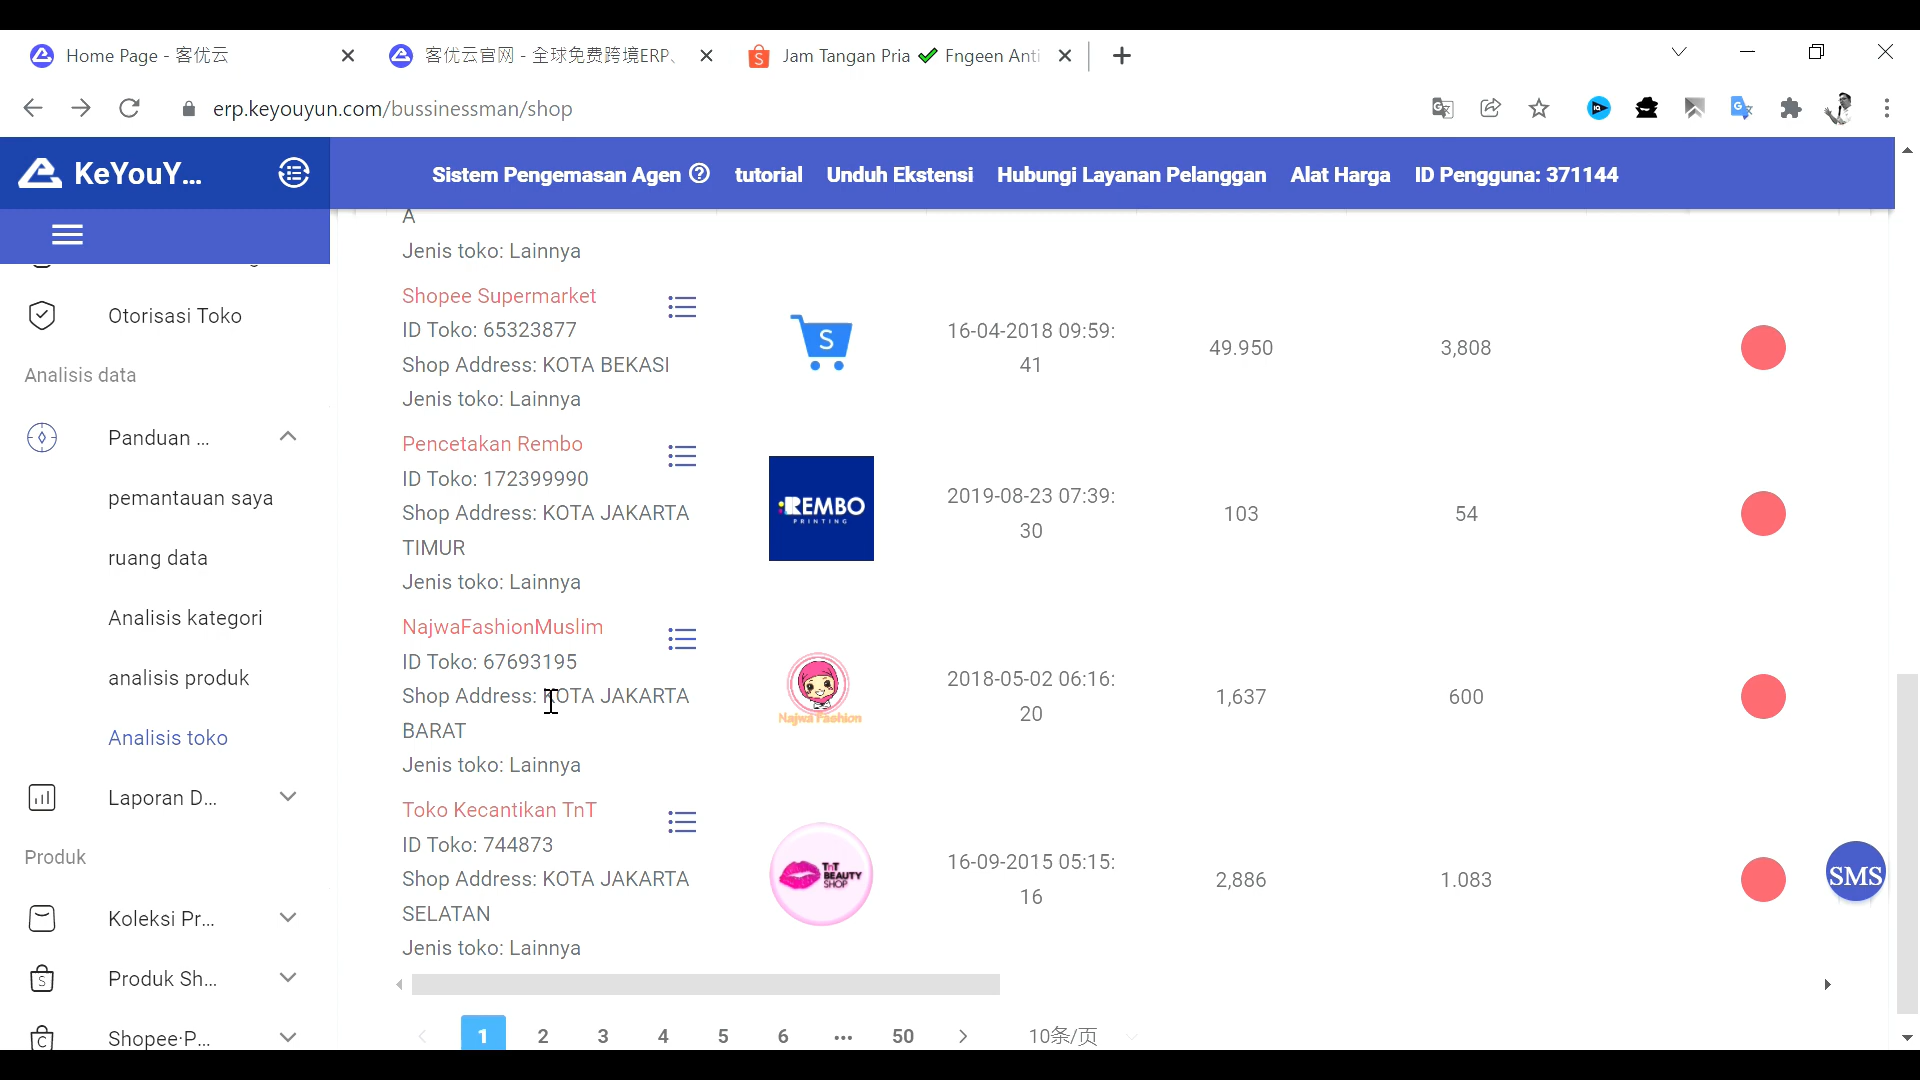 Home Page - 客优云
客优云官网 - 全球免费跨境ERP、
Jam Tangan Pria ✔ Fngeen Anti
erp.keyouyun.com/bussinessman/shop
KeYouY...
Sistem Pengemasan Agen ?
tutorial
Unduh Ekstensi
Hubungi Layanan Pelanggan
Alat Harga
ID Pengguna: 371144
Otorisasi Toko
Analisis data
Panduan ...
pemantauan saya
ruang data
Analisis kategori
analisis produk
Analisis toko
Laporan D...
Produk
Koleksi Pr...
Produk Sh...
Shopee·P...
A
Jenis toko: Lainnya
Shopee Supermarket
ID Toko: 65323877
Shop Address: KOTA BEKASI
Jenis toko: Lainnya
S
16-04-2018 09:59:
41
49.950
3,808
Pencetakan Rembo
ID Toko: 172399990
Shop Address: KOTA JAKARTA
TIMUR
Jenis toko: Lainnya
REMBO
PRINTING
2019-08-23 07:39:
30
103
54
NajwaFashionMuslim
ID Toko: 67693195
Shop Address: KOTA JAKARTA
BARAT
Jenis toko: Lainnya
Najwa Fashion
2018-05-02 06:16:
20
1,637
600
Toko Kecantikan TnT
ID Toko: 744873
Shop Address: KOTA JAKARTA
SELATAN
Jenis toko: Lainnya
TnT
BEAUTY
SHOP
16-09-2015 05:15:
16
2,886
1.083
SMS
1 2 3 4 5 6 ... 50
10条/页